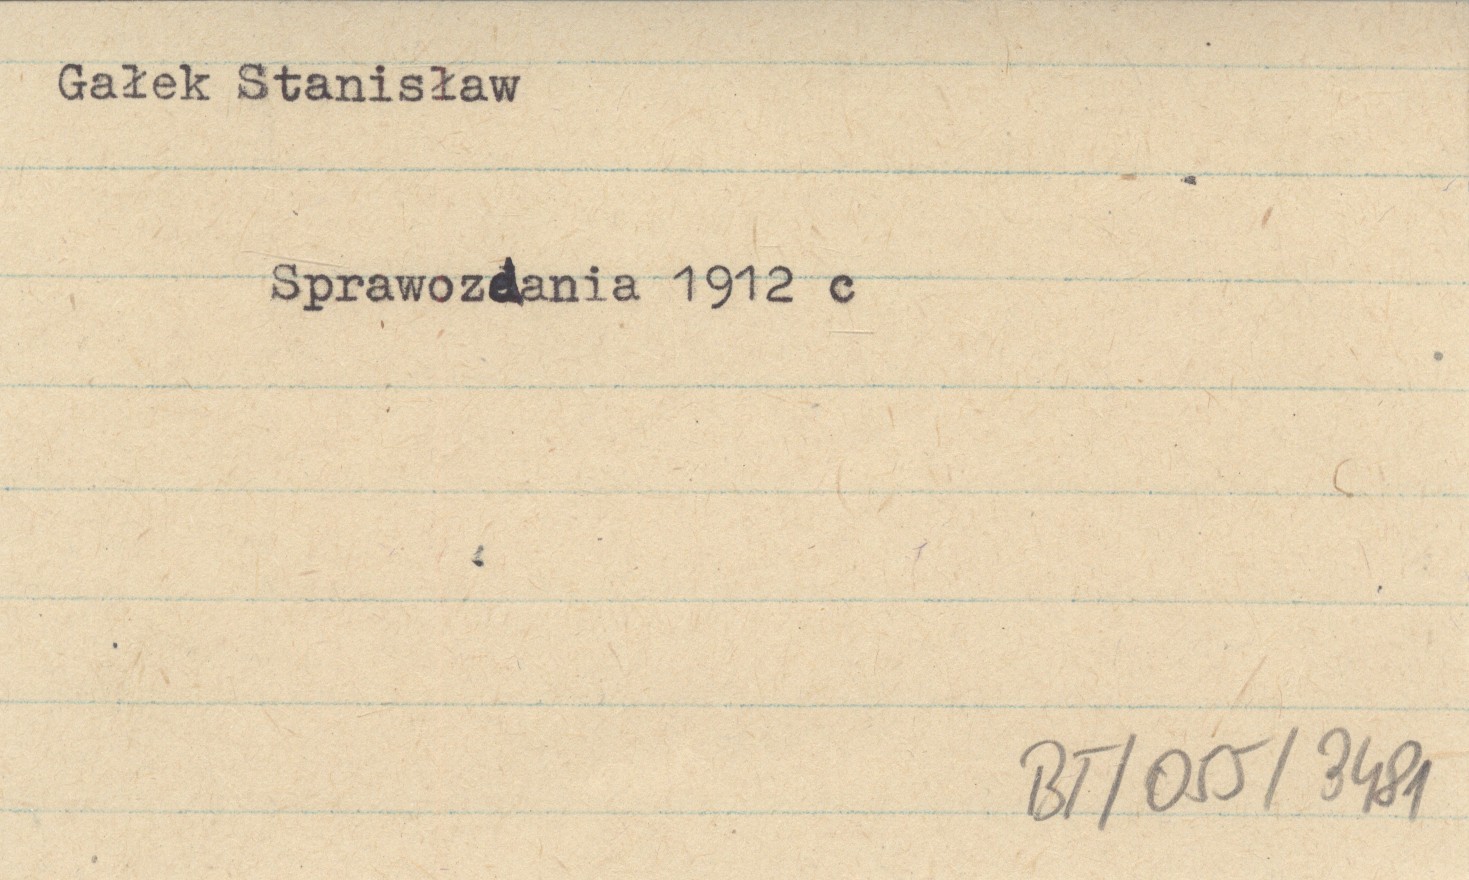 Gałek Stanisław
Sprawozdania 1912 c
BT/055/3481